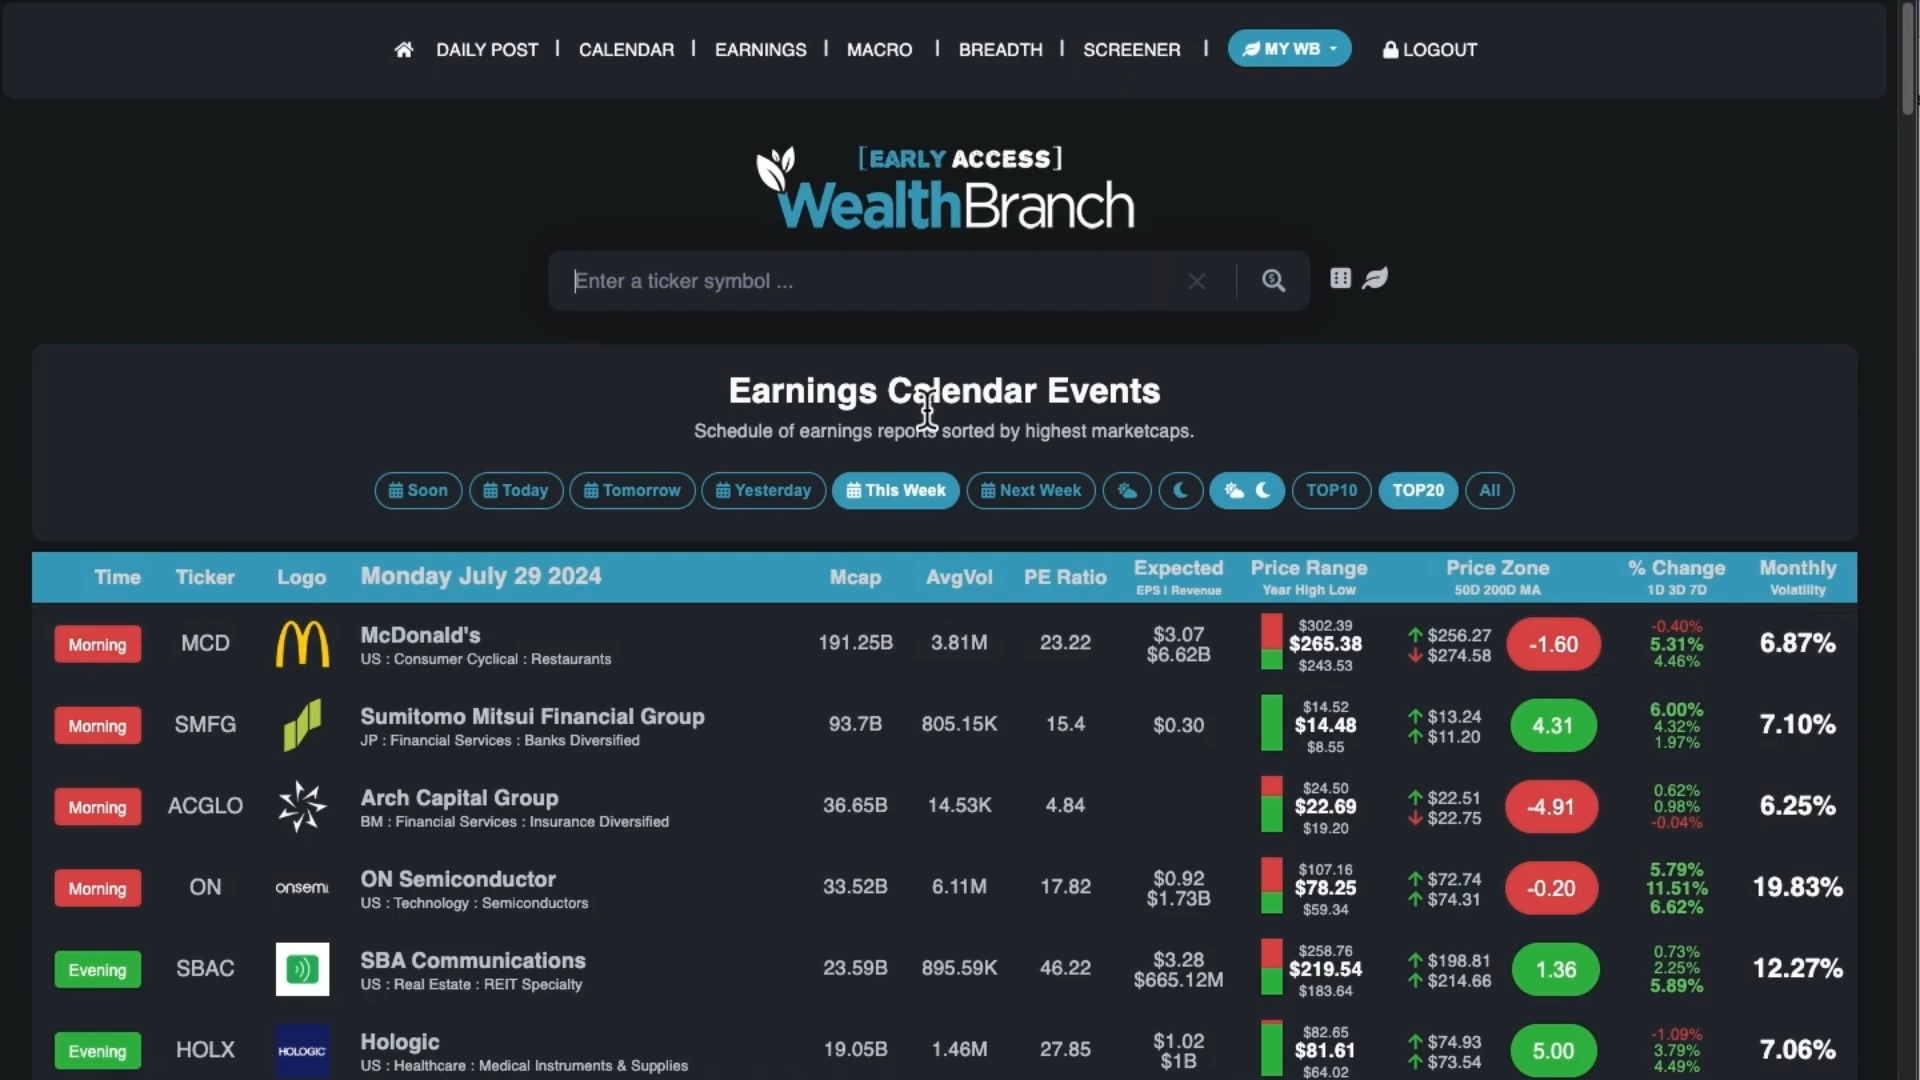 DAILY POST | CALENDAR | EARNINGS | MACRO | BREADTH | SCREENER | MY WB LOGOUT
[EARLY ACCESS]
WealthBranch
Enter a ticker symbol ...
Earnings Calendar Events
Schedule of earnings reports sorted by highest marketcaps.
Soon Today Tomorrow Yesterday This Week Next Week TOP10 TOP20 All
Time Ticker Logo Monday July 29 2024 Mcap AvgVol PE Ratio Expected Price Range Price Zone % Change Monthly
EPS | Revenue Year High Low 50D 200D MA 1D 3D 7D Volatility
Morning MCD McDonald's 191.25B 3.81M 23.22 $3.07 $302.39 $256.27 -1.60 -0.40% 6.87%
US : Consumer Cyclical : Restaurants $6.62B $265.38 $274.58 5.31%
$243.53 4.46%
Morning SMFG Sumitomo Mitsui Financial Group 93.7B 805.15K 15.4 $0.30 $14.52 $13.24 4.31 6.00% 7.10%
JP : Financial Services : Banks Diversified $14.48 $11.20 4.32%
$8.55 1.97%
Morning ACGLO Arch Capital Group 36.65B 14.53K 4.84 $24.50 $22.51 -4.91 0.62% 6.25%
BM : Financial Services : Insurance Diversified $22.69 $22.75 0.98%
$19.20 -0.04%
Morning ON onsemi ON Semiconductor 33.52B 6.11M 17.82 $0.92 $107.16 $72.74 -0.20 5.79% 19.83%
US : Technology : Semiconductors $1.73B $78.25 $74.31 11.51%
$59.34 6.62%
Evening SBAC SBA Communications 23.59B 895.59K 46.22 $3.28 $258.76 $198.81 1.36 0.73% 12.27%
US : Real Estate : REIT Specialty $665.12M $219.54 $214.66 2.25%
$183.64 5.89%
Evening HOLX HOLOGIC Hologic 19.05B 1.46M 27.85 $1.02 $82.65 $74.93 5.00 -1.09% 7.06%
US : Healthcare : Medical Instruments & Supplies $1B $81.61 $73.54 3.79%
$64.02 4.49%